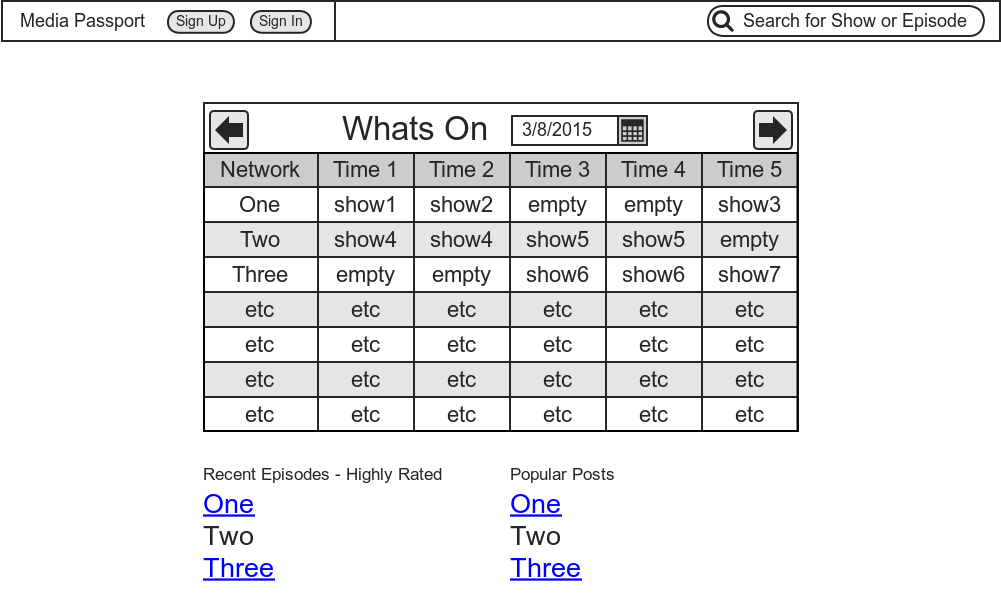 Media Passport Sign Up Sign In Search for Show or Episode
Whats On 3/8/2015
Network Time 1 Time 2 Time 3 Time 4 Time 5
One show1 show2 empty empty show3
Two show4 show4 show5 show5 empty
Three empty empty show6 show6 show7
etc etc etc etc etc etc
etc etc etc etc etc etc
etc etc etc etc etc etc
etc etc etc etc etc etc
Recent Episodes - Highly Rated
One
Two
Three
Popular Posts
One
Two
Three